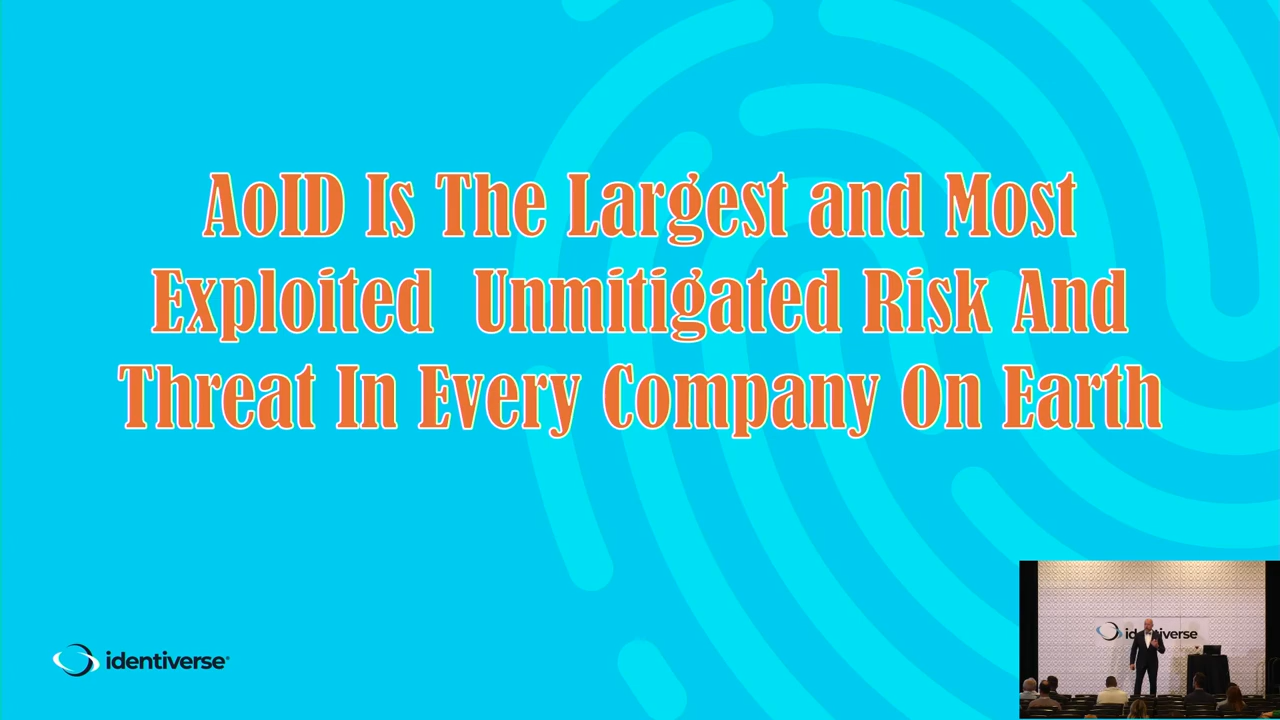 AoID Is The Largest and Most
Exploited  Unmitigated Risk And
Threat In Every Company On Earth
identiverse®
identiverse